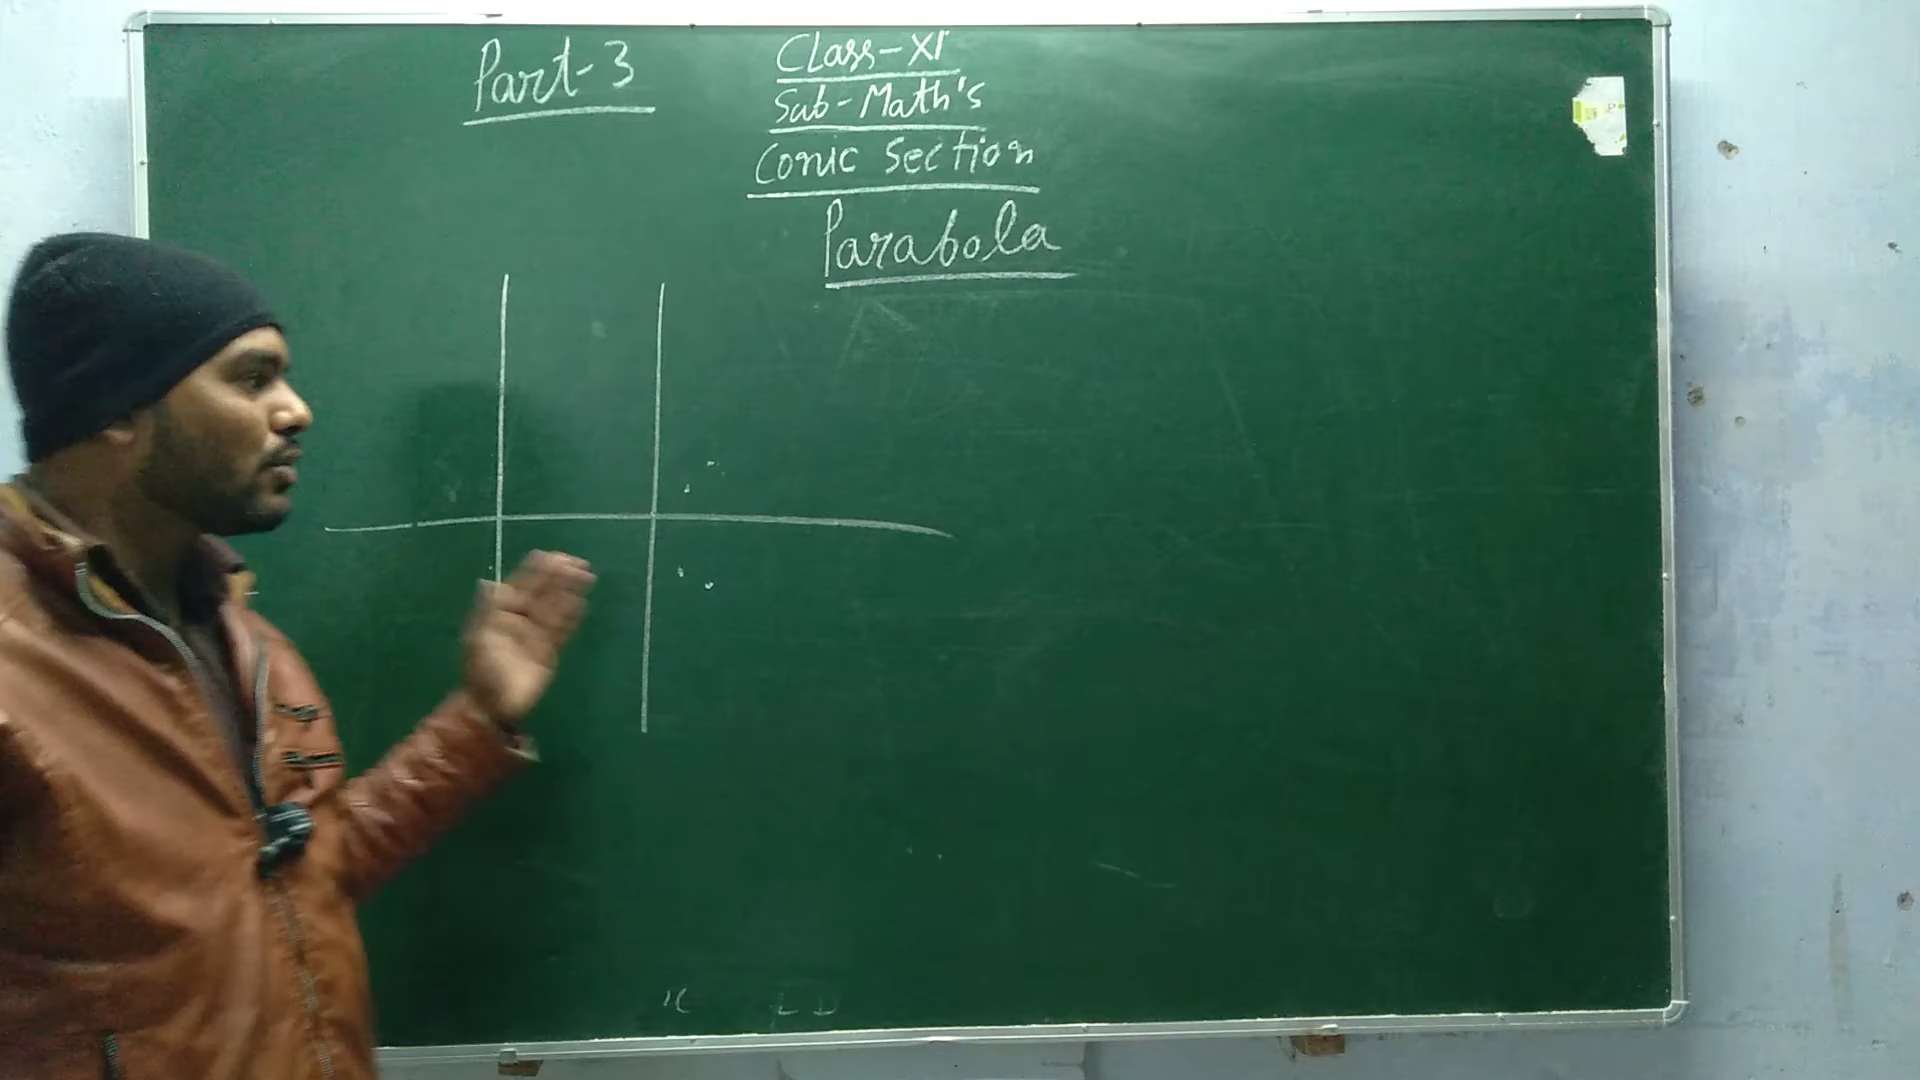 Part-3
Class-XI
Sub-Math's
Conic Section
Parabola